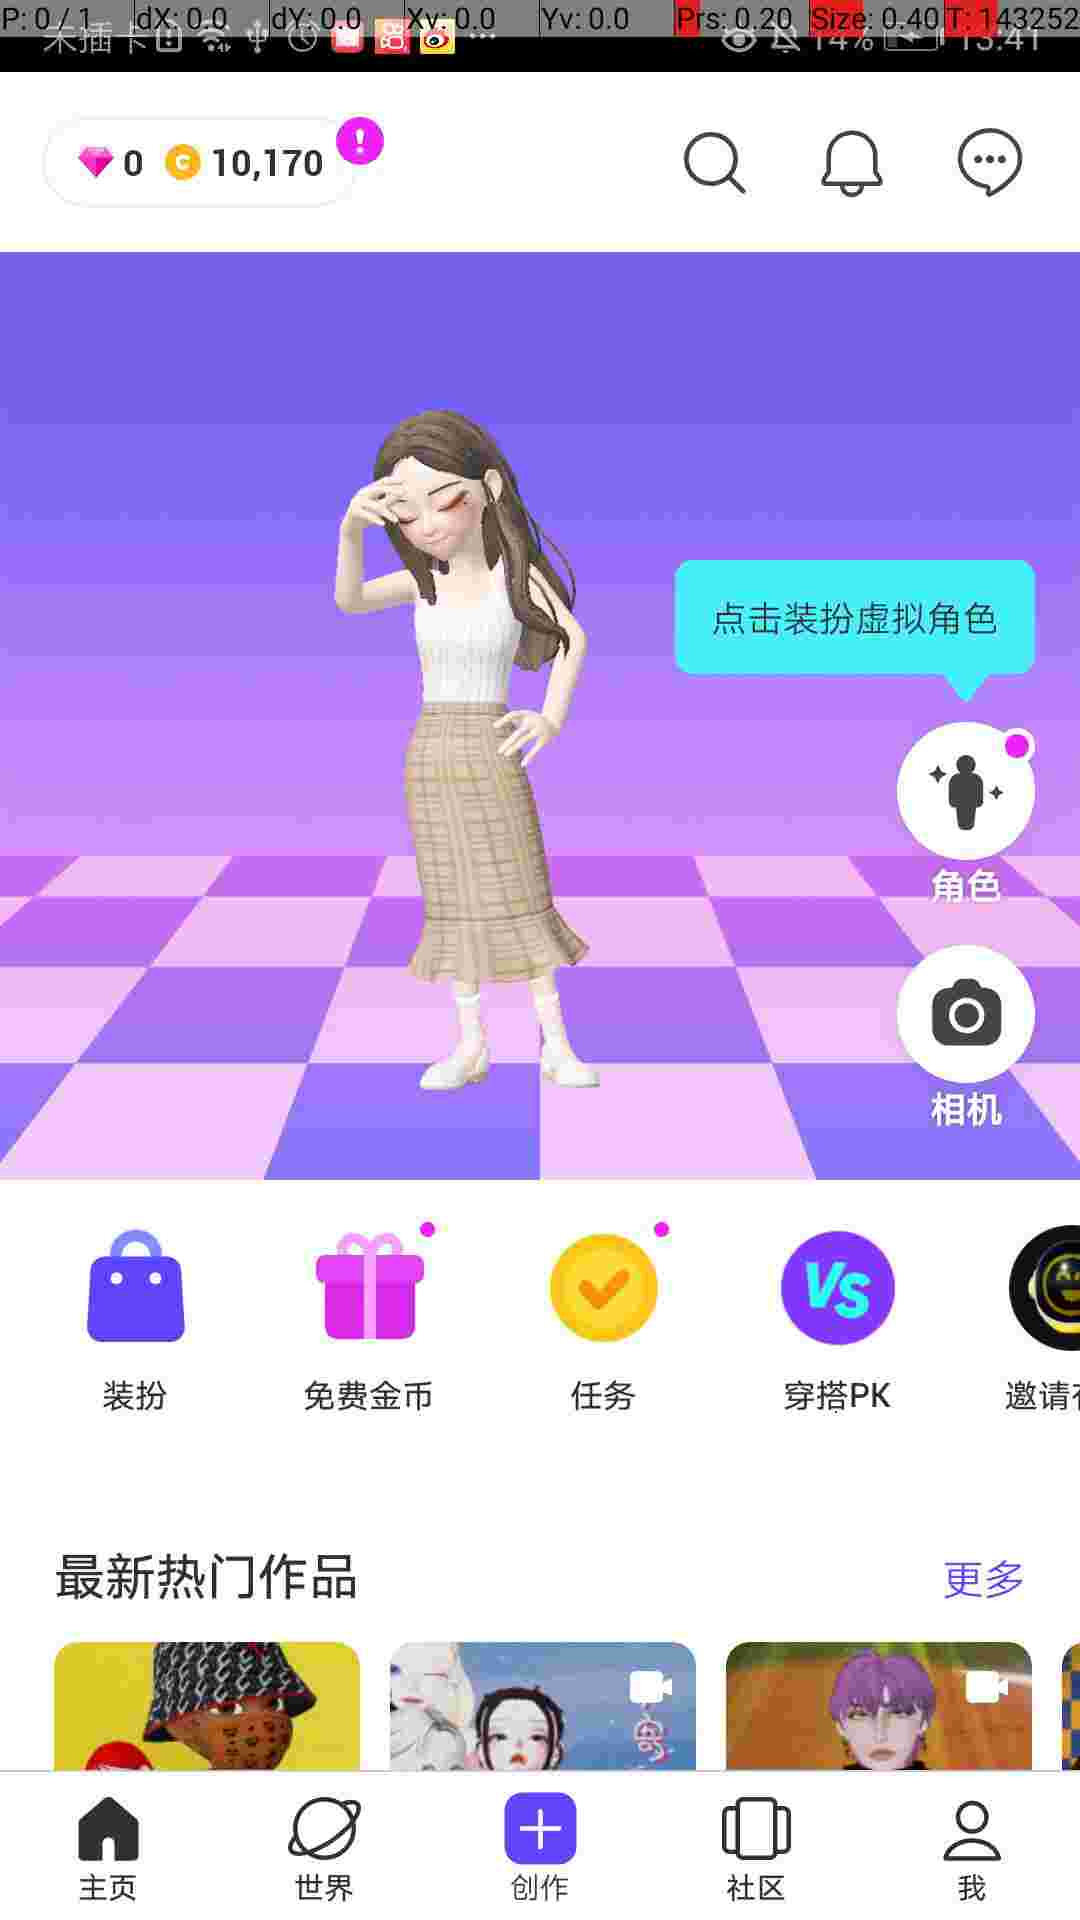 P: 0 / 1 dX: 0.0 dY: 0.0 Xv: 0.0 Yv: 0.0 Prs: 0.20 Size: 0.40 T: 143252
未插卡 14% 13:41
0 10,170
点击装扮虚拟角色
角色
相机
VS
装扮 免费金币 任务 穿搭PK 邀请
最新热门作品 更多
主页 世界 创作 社区 我